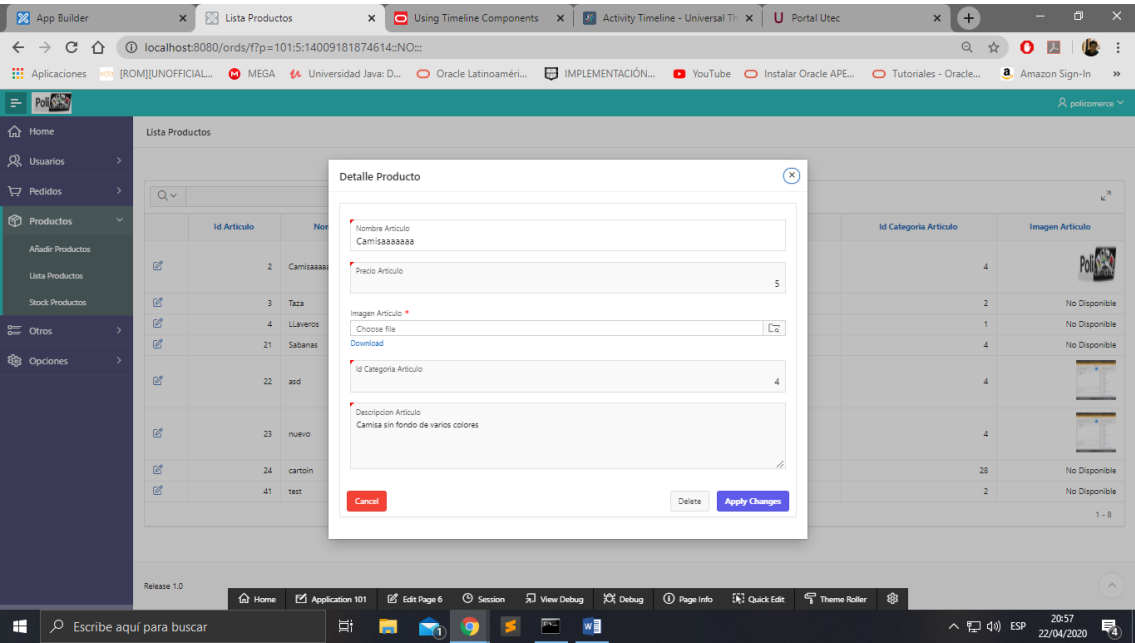 App Builder
Lista Productos
Using Timeline Components
Activity Timeline - Universal Th
Portal Utec
localhost:8080/ords/f?p=101:5:14009181874614::NO:::
Aplicaciones
[ROM][UNOFFICIAL...
MEGA
Universidad Java: D...
Oracle Latinoaméri...
IMPLEMENTACIÓN...
YouTube
Instalar Oracle APE...
Tutoriales - Oracle...
Amazon Sign-In
»
Poli
policomerce
Home
Usuarios
Pedidos
Productos
Añadir Productos
Lista Productos
Stock Productos
Otros
Opciones
Lista Productos
Id Articulo
Nor
Id Categoria Articulo
Imagen Articulo
2 Camisaaaaa 4 Poli
3 Taza 2 No Disponible
4 LLaveros 1 No Disponible
21 Sabanas 4 No Disponible
22 asd 4
23 nuevo 4
24 cartoin 28 No Disponible
41 test 2 No Disponible
1 - 8
Detalle Producto
Nombre Articulo
Camisaaaaaaa
Precio Articulo
5
Imagen Articulo *
Choose file
Download
Id Categoria Articulo
4
Descripcion Articulo
Camisa sin fondo de varios colores
Cancel
Delete
Apply Changes
Release 1.0
Home
Application 101
Edit Page 6
Session
View Debug
Debug
Page Info
Quick Edit
Theme Roller
Escribe aquí para buscar
ESP
20:57
22/04/2020